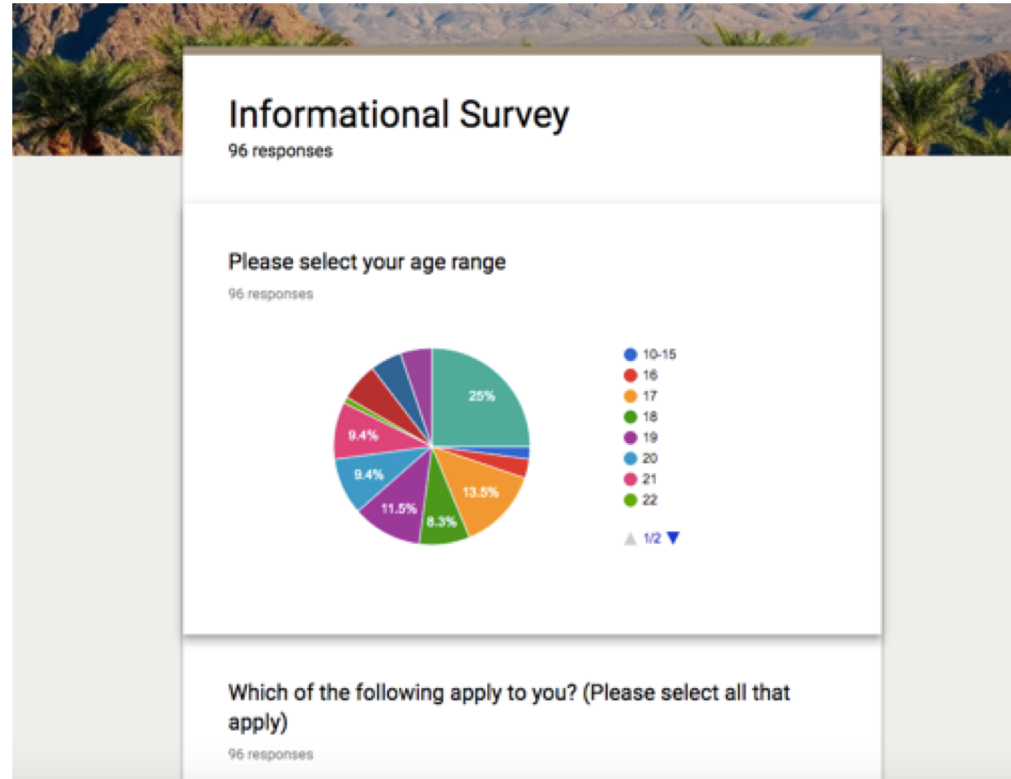 Informational Survey
96 responses
Please select your age range
96 responses
25%
13.5%
8.3%
11.5%
9.4%
9.4%
10-15
16
17
18
19
20
21
22
1/2
Which of the following apply to you? (Please select all that
apply)
96 responses